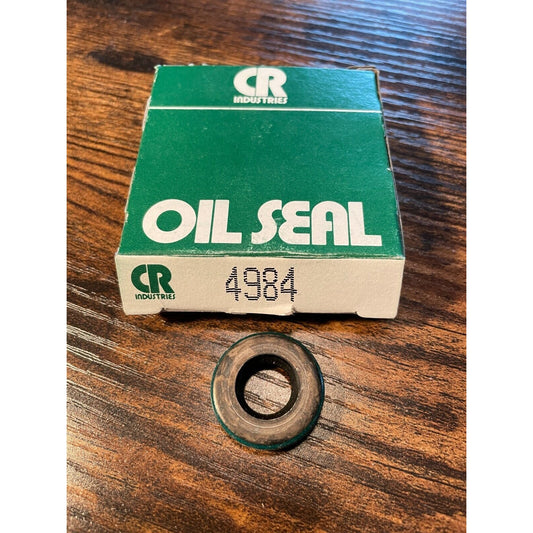 CR
INDUSTRIES
OIL SEAL
CR
INDUSTRIES
4984